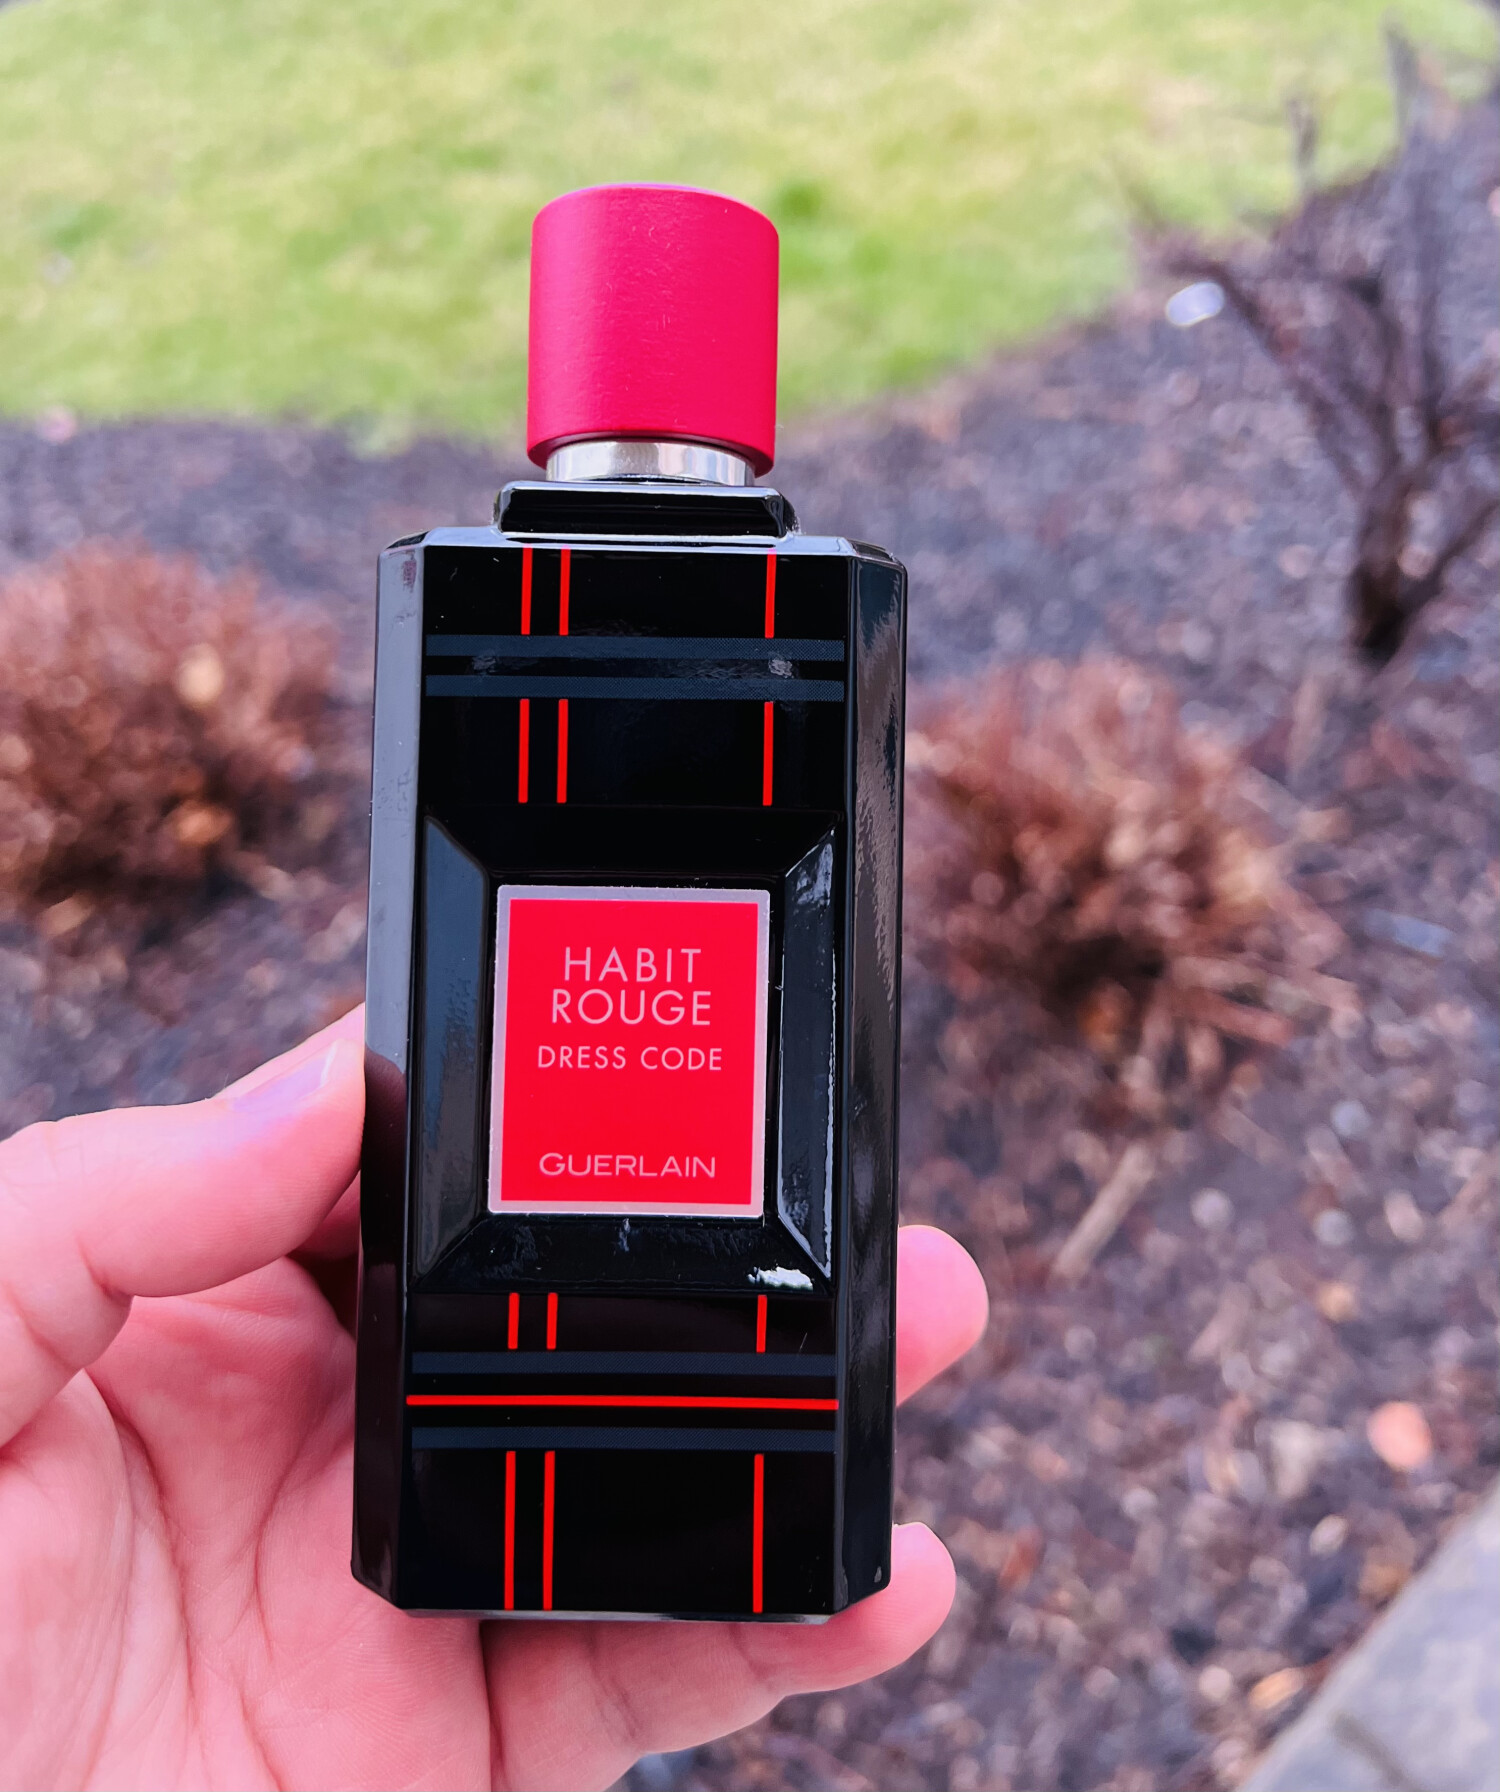 HABIT
ROUGE
DRESS CODE
GUERLAIN